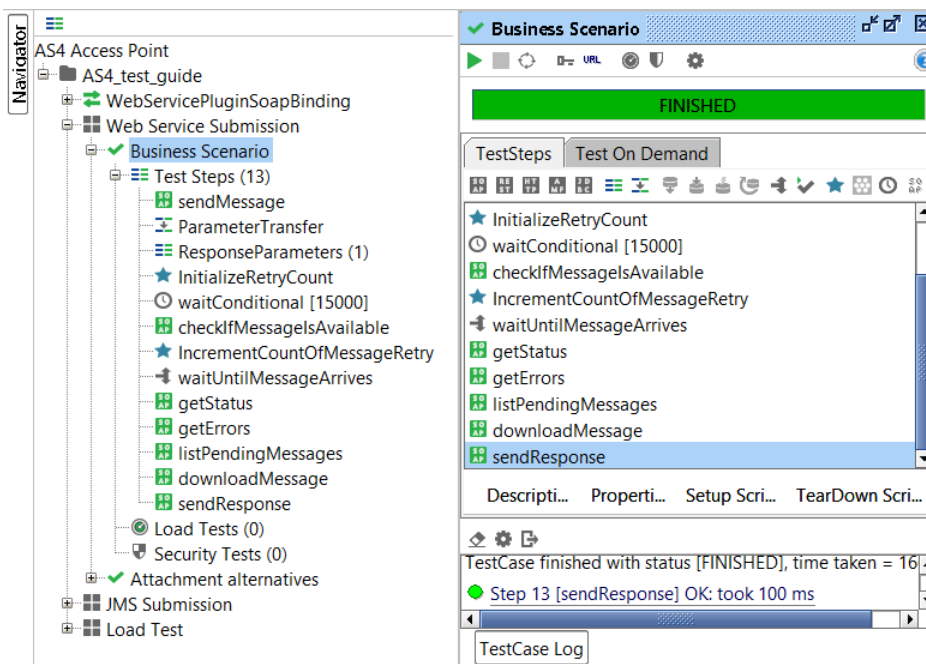 Navigator
AS4 Access Point
AS4_test_guide
WebServicePluginSoapBinding
Web Service Submission
Business Scenario
Test Steps (13)
sendMessage
ParameterTransfer
ResponseParameters (1)
InitializeRetryCount
waitConditional [15000]
checkIfMessageIsAvailable
IncrementCountOfMessageRetry
waitUntilMessageArrives
getStatus
getErrors
listPendingMessages
downloadMessage
sendResponse
Load Tests (0)
Security Tests (0)
Attachment alternatives
JMS Submission
Load Test
Business Scenario
URL
FINISHED
TestSteps Test On Demand
InitializeRetryCount
waitConditional [15000]
checkIfMessageIsAvailable
IncrementCountOfMessageRetry
waitUntilMessageArrives
getStatus
getErrors
listPendingMessages
downloadMessage
sendResponse
Descripti... Properti... Setup Scri... TearDown Scri...
TestCase finished with status [FINISHED], time taken = 16
Step 13 [sendResponse] OK: took 100 ms
TestCase Log